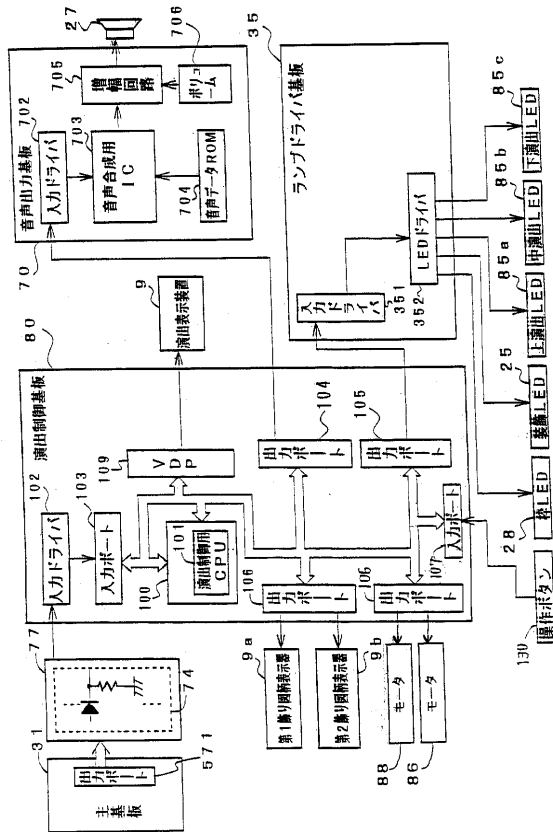 主基板
31
出力ポート
571
77
74
演出制御基板
80
入力ドライバ
102
入力ポート
103
演出制御用
CPU
101
100
VDP
109
演出表示装置
9
出力ポート
104
出力ポート
105
出力ポート
106
出力ポート
106
入力ポート
107
第1飾り図柄表示器
9a
第2飾り図柄表示器
9b
モータ
88
モータ
86
操作ボタン
130
音声出力基板
70
入力ドライバ
702
音声合成用
IC
703
音声データROM
704
増幅
回路
705
ボリューム
706
27
ランプドライバ基板
35
入力ドライバ
351
LEDドライバ
352
枠LED
28
装飾LED
25
上演出LED
85a
中演出LED
85b
下演出LED
85c